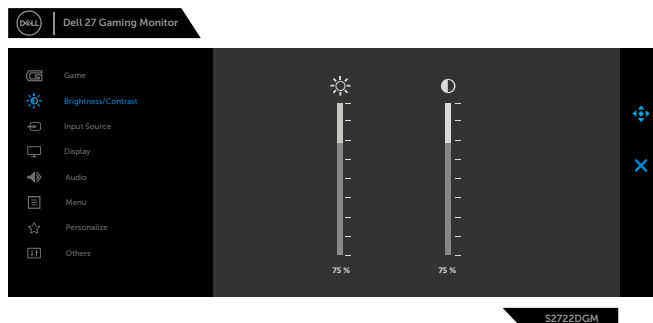 DELL
Dell 27 Gaming Monitor
Game
Brightness/Contrast
Input Source
Display
Audio
Menu
Personalize
Others
75 % 75 %
S2722DGM